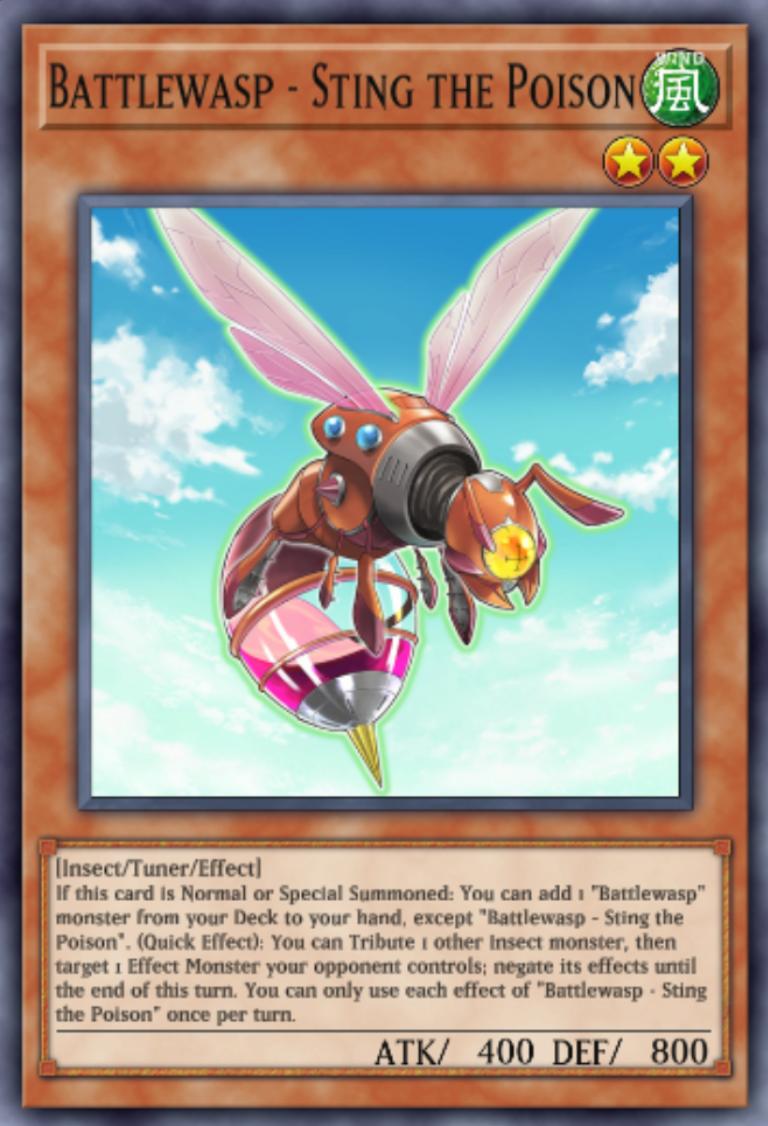 Battlewasp - Sting the Poison
WIND
風
[Insect/Tuner/Effect]
If this card is Normal or Special Summoned: You can add 1 "Battlewasp"
monster from your Deck to your hand, except "Battlewasp - Sting the
Poison". (Quick Effect): You can Tribute 1 other Insect monster, then
target 1 Effect Monster your opponent controls; negate its effects until
the end of this turn. You can only use each effect of "Battlewasp - Sting
the Poison" once per turn.
ATK/ 400 DEF/ 800